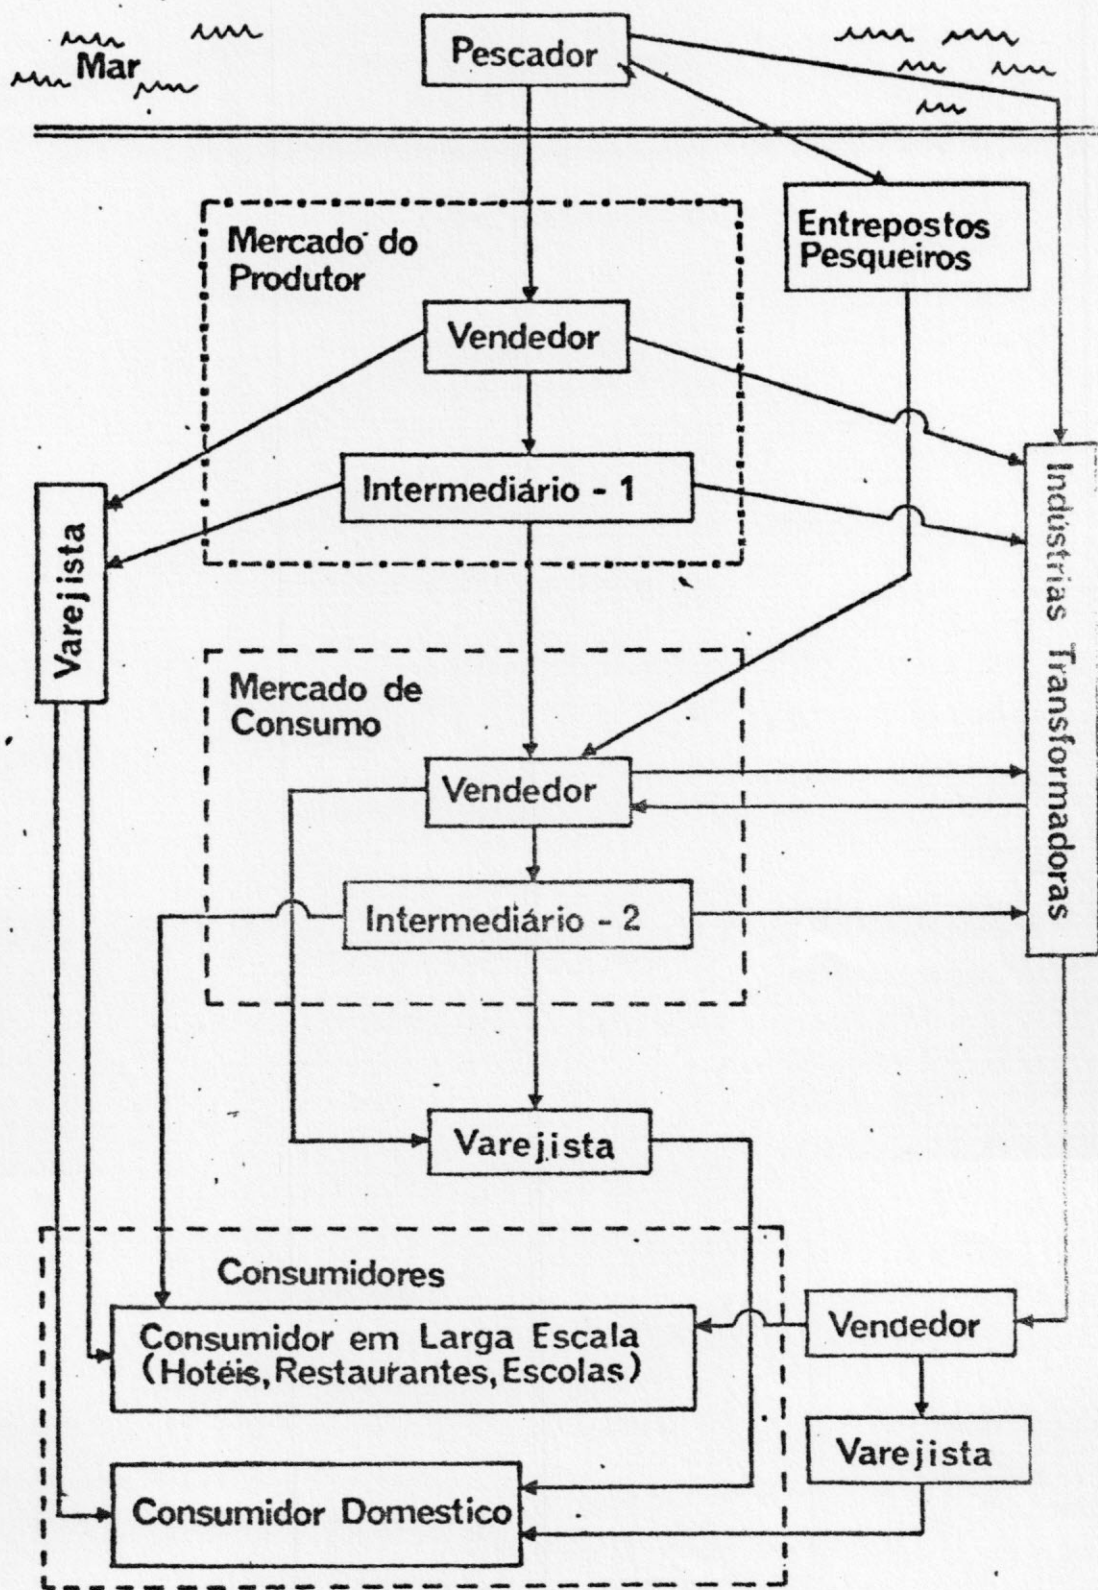 Mar
Pescador
Entrepostos
Pesqueiros
Mercado do
Produtor
Vendedor
Intermediário - 1
Varejista
Indústrias Transformadoras
Mercado de
Consumo
Vendedor
Intermediário - 2
Varejista
Consumidores
Consumidor em Larga Escala
(Hotéis, Restaurantes, Escolas)
Vendedor
Varejista
Consumidor Domestico